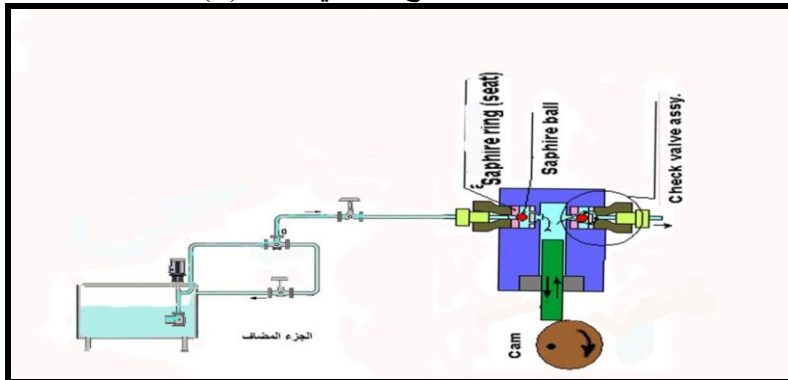 Saphire ring (seat)
Saphire ball
Check valve assy.
الجزء المضاف
Cam